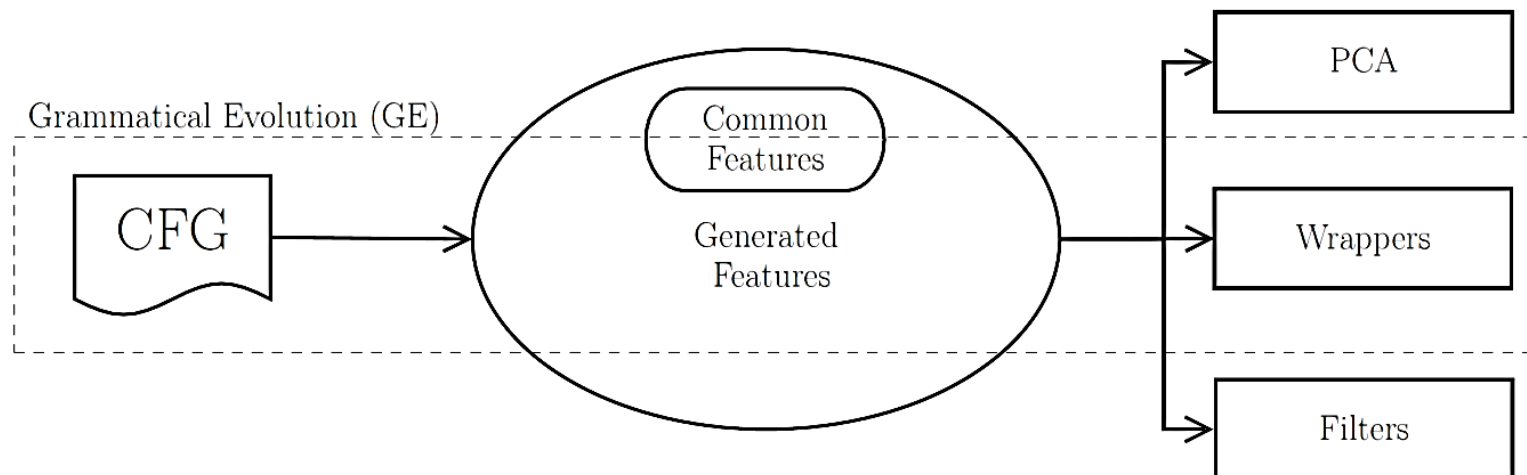 Grammatical Evolution (GE)
CFG
Common
Features
Generated
Features
PCA
Wrappers
Filters